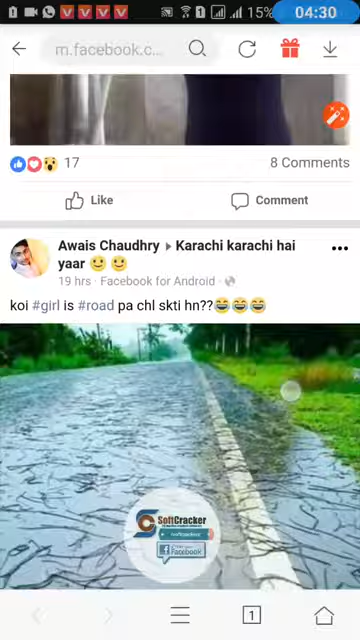 15%
04:30
m.facebook.c...
17
8 Comments
Like
Comment
Awais Chaudhry ▸ Karachi karachi hai
yaar 🙂 🙂
19 hrs · Facebook for Android ·
koi #girl is #road pa chl skti hn??😂😂😂
SoftCracker
Facebook
1